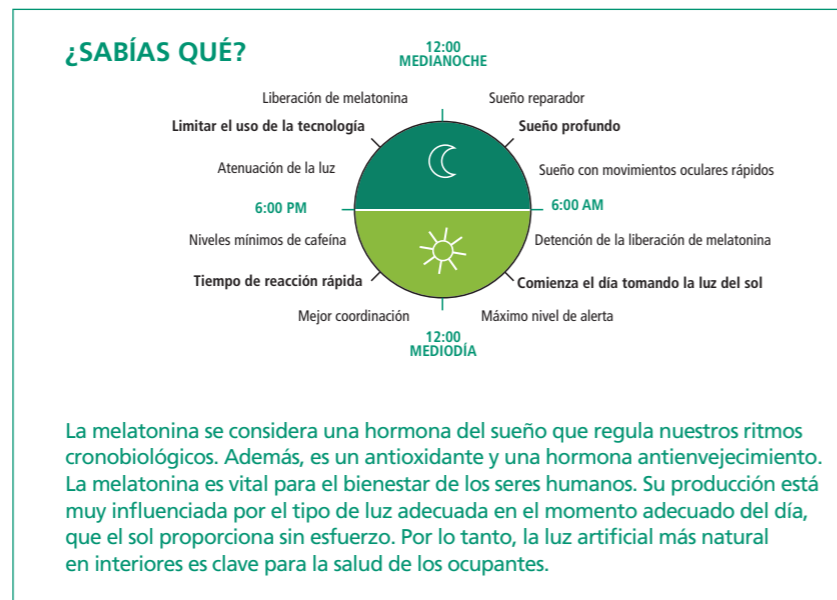 ¿SABÍAS QUÉ?
12:00
MEDIANOCHE
Liberación de melatonina
Sueño reparador
Limitar el uso de la tecnología
Sueño profundo
Atenuación de la luz
Sueño con movimientos oculares rápidos
6:00 PM
6:00 AM
Niveles mínimos de cafeína
Detención de la liberación de melatonina
Tiempo de reacción rápida
Comienza el día tomando la luz del sol
Mejor coordinación
Máximo nivel de alerta
12:00
MEDIODÍA
La melatonina se considera una hormona del sueño que regula nuestros ritmos
cronobiológicos. Además, es un antioxidante y una hormona antienvejecimiento.
La melatonina es vital para el bienestar de los seres humanos. Su producción está
muy influenciada por el tipo de luz adecuada en el momento adecuado del día,
que el sol proporciona sin esfuerzo. Por lo tanto, la luz artificial más natural
en interiores es clave para la salud de los ocupantes.